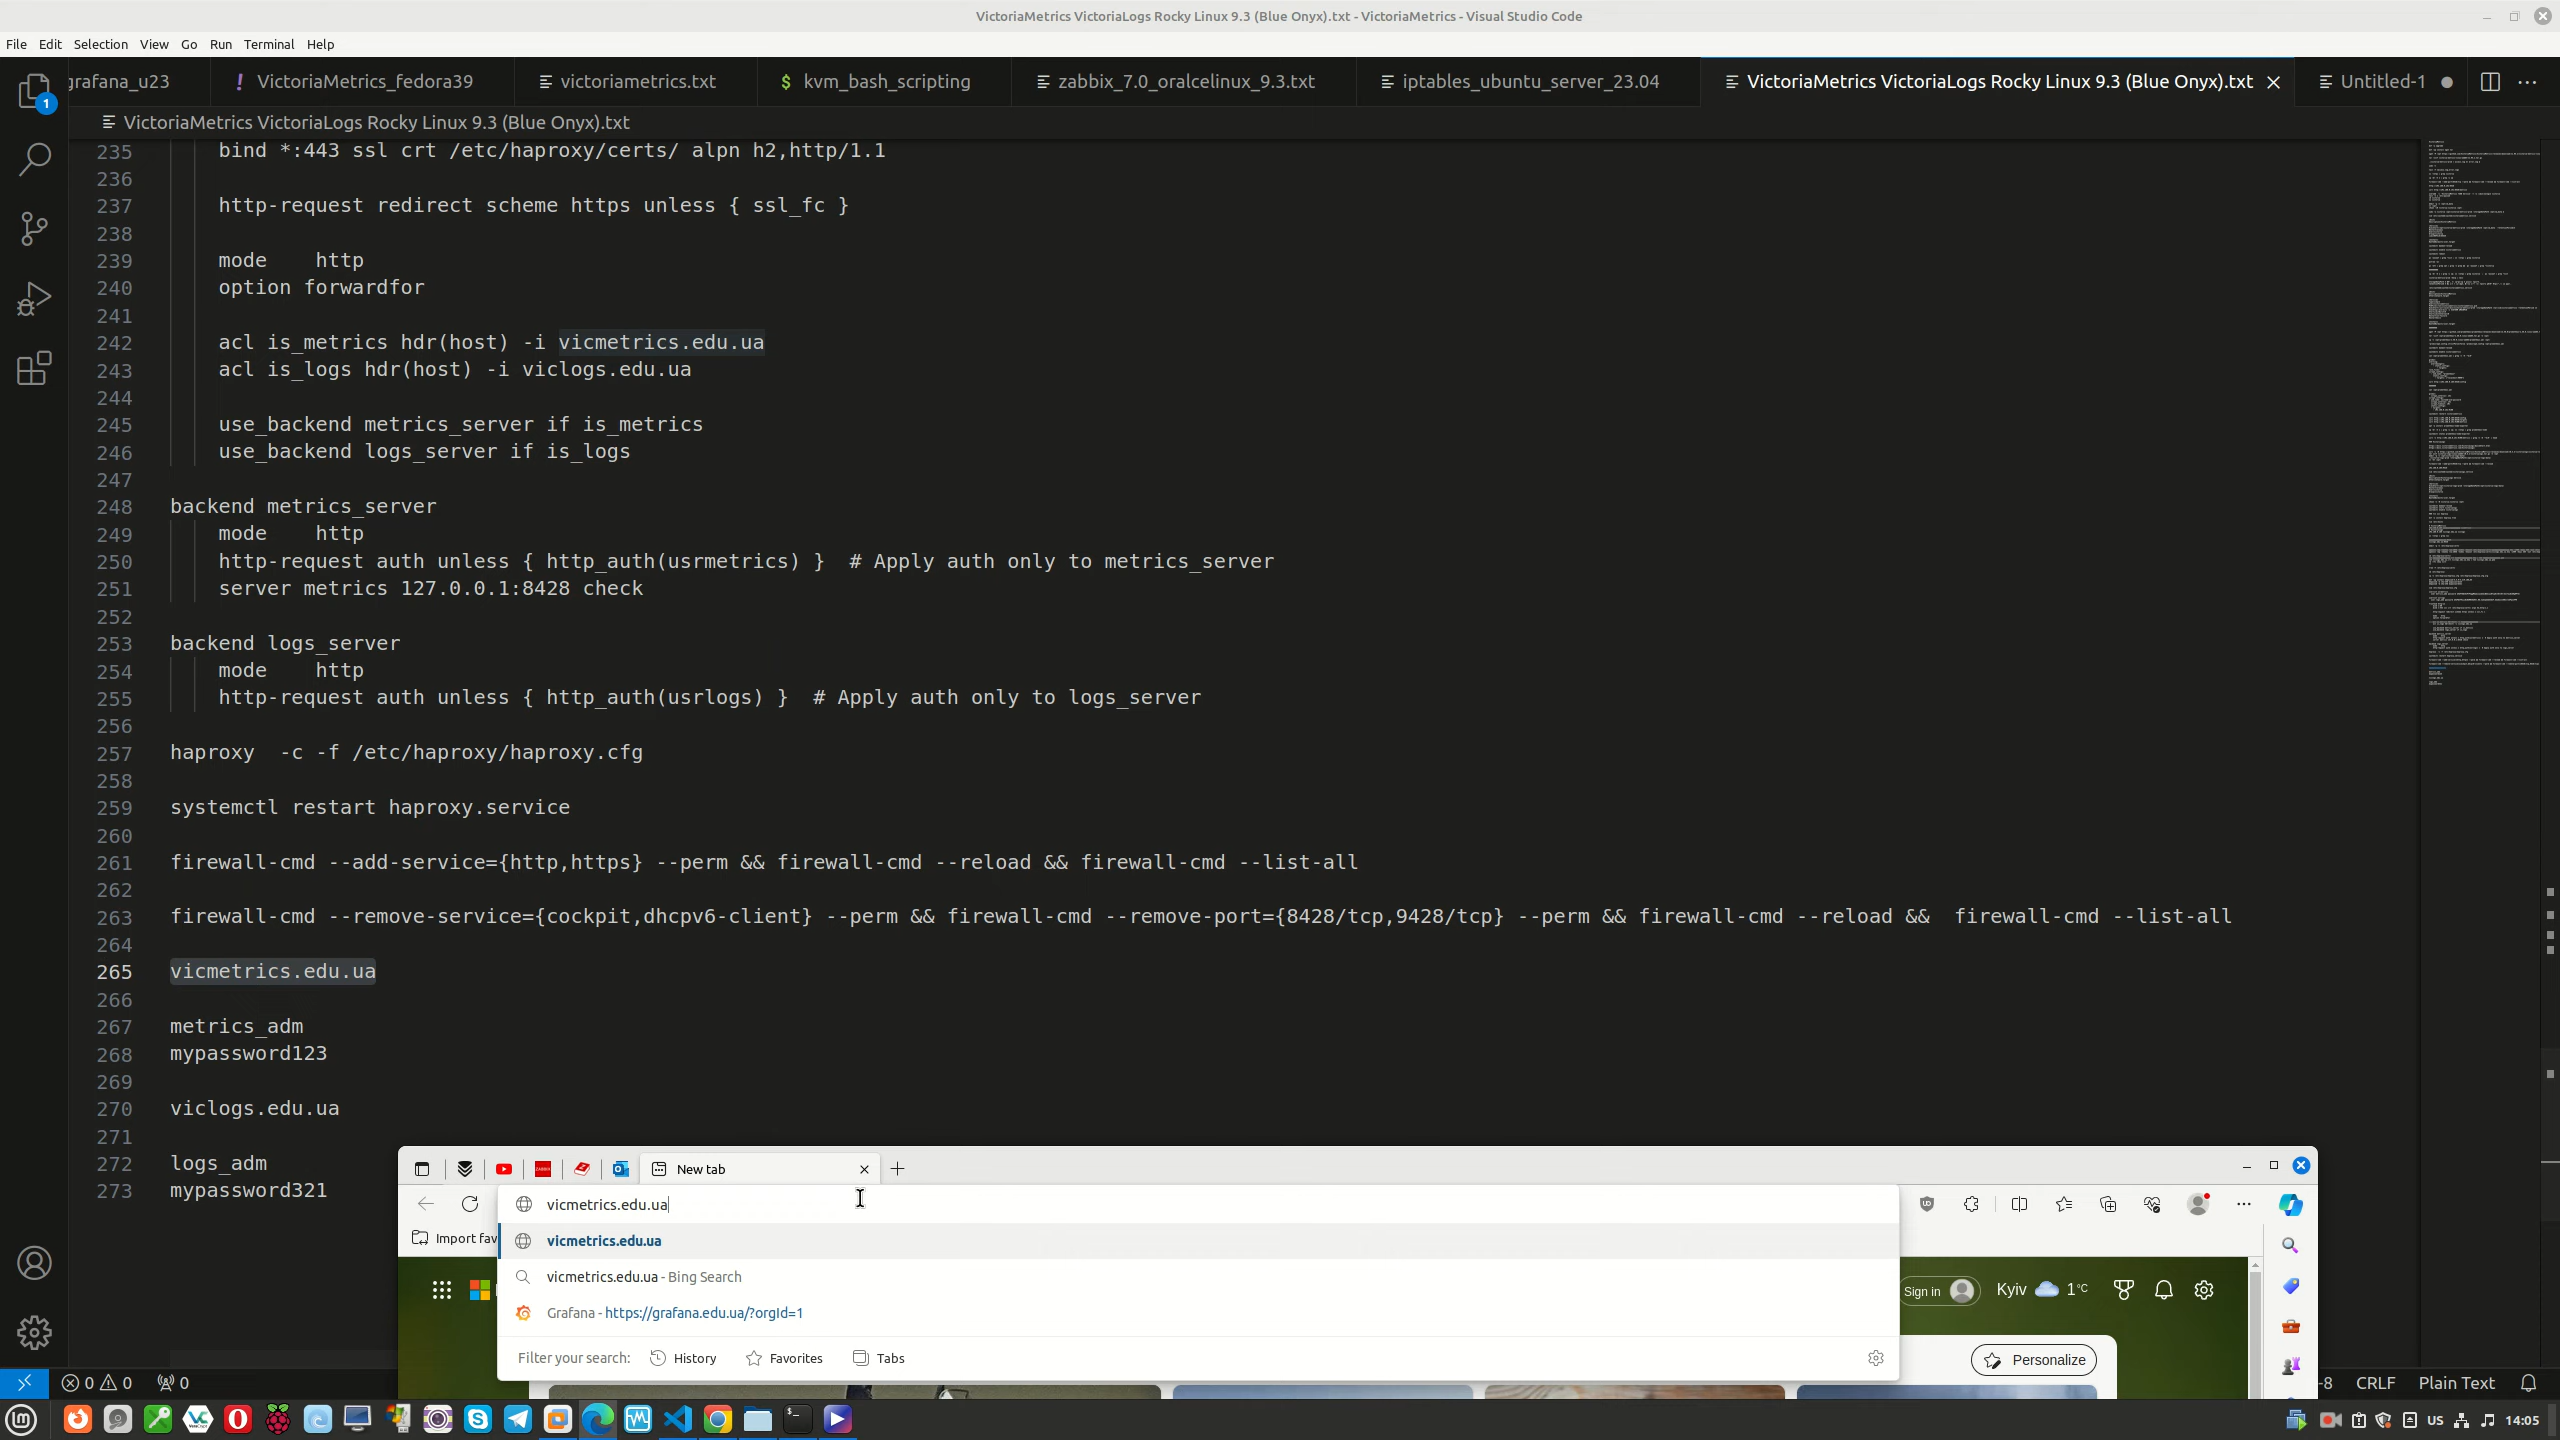 VictoriaMetrics VictoriaLogs Rocky Linux 9.3 (Blue Onyx).txt - VictoriaMetrics - Visual Studio Code
File Edit Selection View Go Run Terminal Help
grafana_u23 VictoriaMetrics_fedora39 victoriametrics.txt kvm_bash_scripting zabbix_7.0_oralcelinux_9.3.txt iptables_ubuntu_server_23.04 VictoriaMetrics VictoriaLogs Rocky Linux 9.3 (Blue Onyx).txt Untitled-1
1
VictoriaMetrics VictoriaLogs Rocky Linux 9.3 (Blue Onyx).txt
235 bind *:443 ssl crt /etc/haproxy/certs/ alpn h2,http/1.1
236
237 http-request redirect scheme https unless { ssl_fc }
238
239 mode    http
240 option forwardfor
241
242 acl is_metrics hdr(host) -i vicmetrics.edu.ua
243 acl is_logs hdr(host) -i viclogs.edu.ua
244
245 use_backend metrics_server if is_metrics
246 use_backend logs_server if is_logs
247
248 backend metrics_server
249 mode    http
250 http-request auth unless { http_auth(usrmetrics) }  # Apply auth only to metrics_server
251 server metrics 127.0.0.1:8428 check
252
253 backend logs_server
254 mode    http
255 http-request auth unless { http_auth(usrlogs) }  # Apply auth only to logs_server
256
257 haproxy  -c -f /etc/haproxy/haproxy.cfg
258
259 systemctl restart haproxy.service
260
261 firewall-cmd --add-service={http,https} --perm && firewall-cmd --reload && firewall-cmd --list-all
262
263 firewall-cmd --remove-service={cockpit,dhcpv6-client} --perm && firewall-cmd --remove-port={8428/tcp,9428/tcp} --perm && firewall-cmd --reload &&  firewall-cmd --list-all
264
265 vicmetrics.edu.ua
266
267 metrics_adm
268 mypassword123
269
270 viclogs.edu.ua
271
272 logs_adm
273 mypassword321
New tab
vicmetrics.edu.ua
Import fav
vicmetrics.edu.ua
vicmetrics.edu.ua - Bing Search
Grafana - https://grafana.edu.ua/?orgId=1
Sign in Kyiv 1°C
Filter your search: History Favorites Tabs
Personalize
0 0 0 -8 CRLF Plain Text
US 14:05